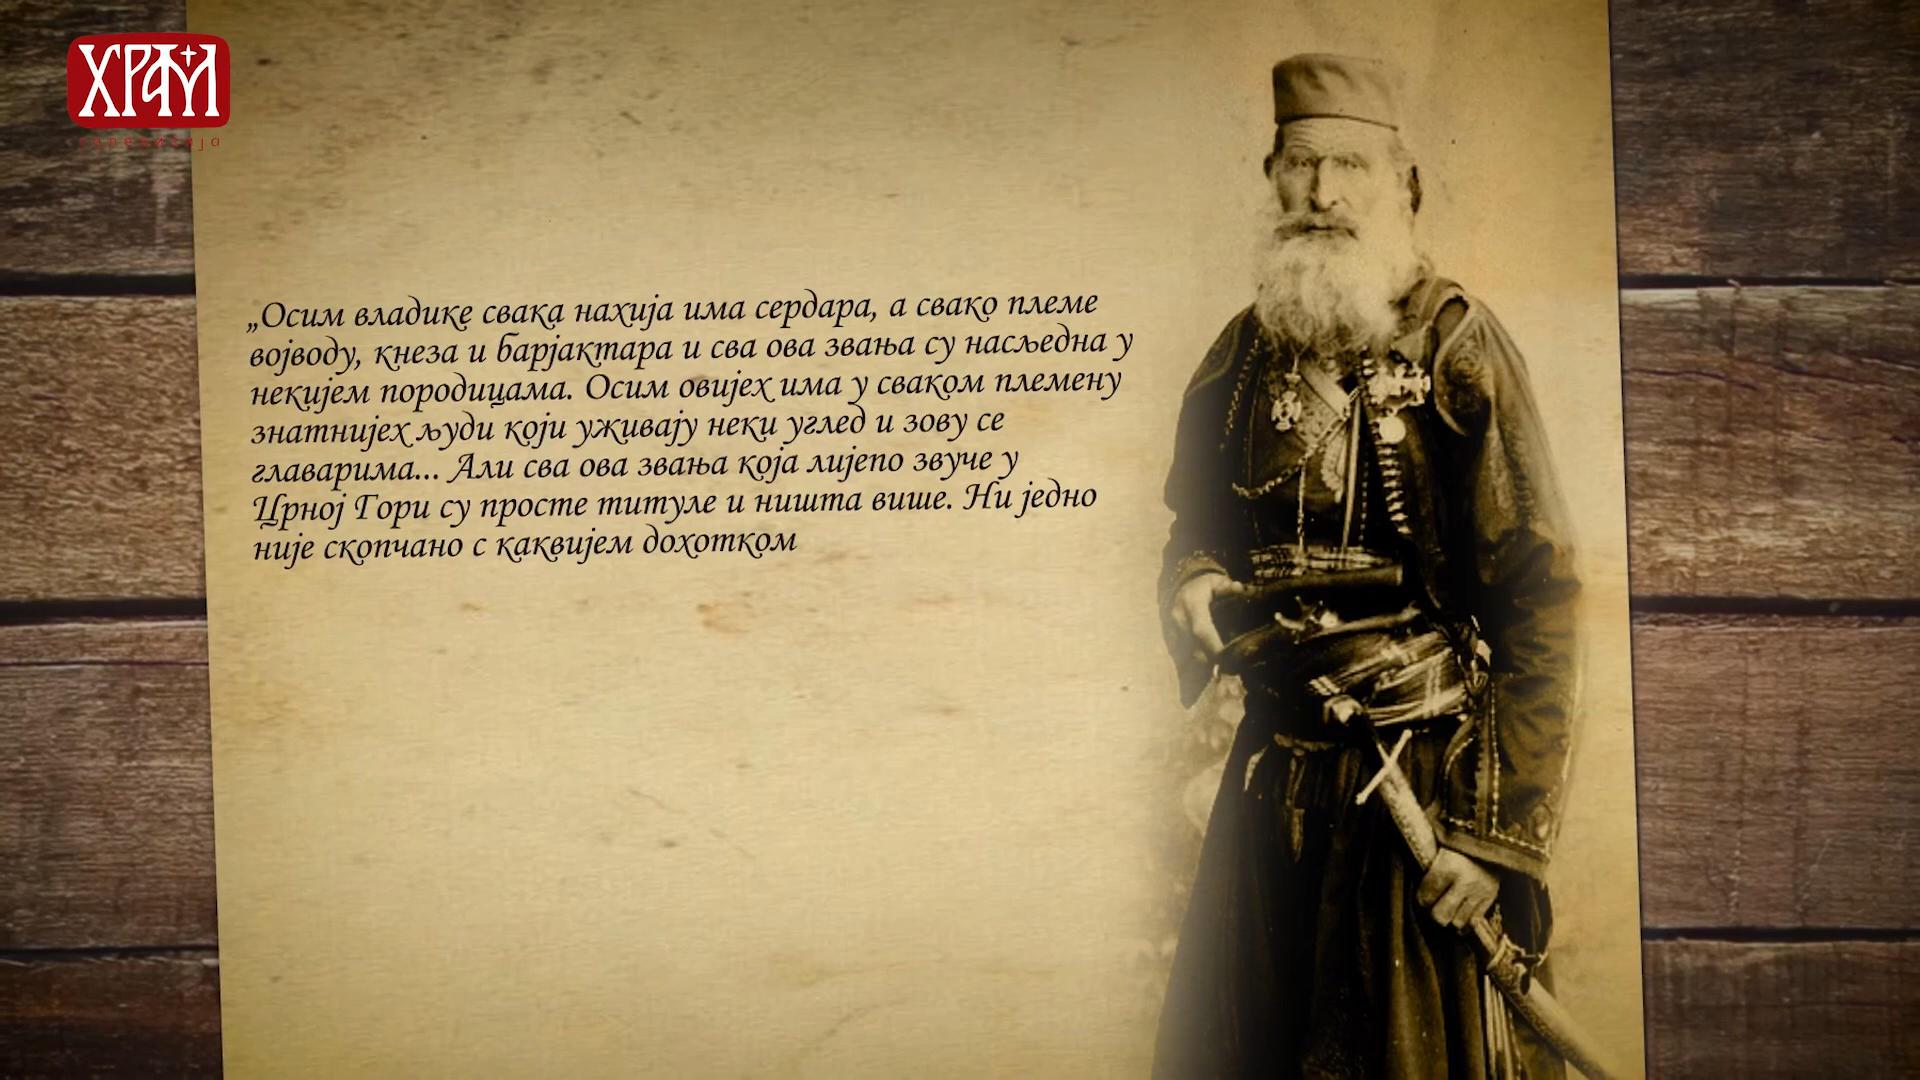 ХРАМ
телевизија
„Осим владике свака нахија има сердара, а свако племе
војводу, кнеза и барјактара и сва ова звања су насљедна у
некијем породицама. Осим овијех има у сваком племену
знатнијех људи који уживају неки углед и зову се
главарима... Али сва ова звања која лијепо звуче у
Црној Гори су просте титуле и ништа више. Ни једно
није скопчано с каквијем дохотком